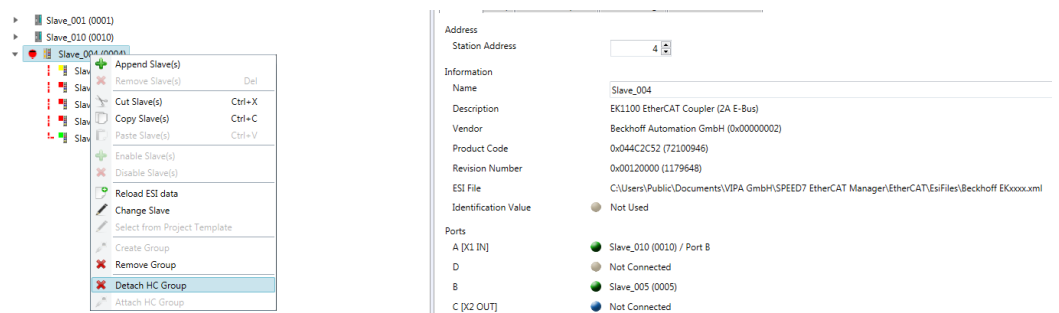 Slave_001 (0001)
Slave_010 (0010)
Slave_004 (0004)
Slav
Slav
Slav
Slav
Slav
Append Slave(s)
Remove Slave(s) Del
Cut Slave(s) Ctrl+X
Copy Slave(s) Ctrl+C
Paste Slave(s) Ctrl+V
Enable Slave(s)
Disable Slave(s)
Reload ESI data
Change Slave
Select from Project Template
Create Group
Remove Group
Detach HC Group
Attach HC Group
Address
Station Address 4
Information
Name Slave_004
Description EK1100 EtherCAT Coupler (2A E-Bus)
Vendor Beckhoff Automation GmbH (0x00000002)
Product Code 0x044C2C52 (72100946)
Revision Number 0x00120000 (1179648)
ESI File C:\Users\Public\Documents\VIPA GmbH\SPEED7 EtherCAT Manager\EtherCAT\EsiFiles\Beckhoff EKxxxx.xml
Identification Value Not Used
Ports
A [X1 IN] Slave_010 (0010) / Port B
D Not Connected
B Slave_005 (0005)
C [X2 OUT] Not Connected